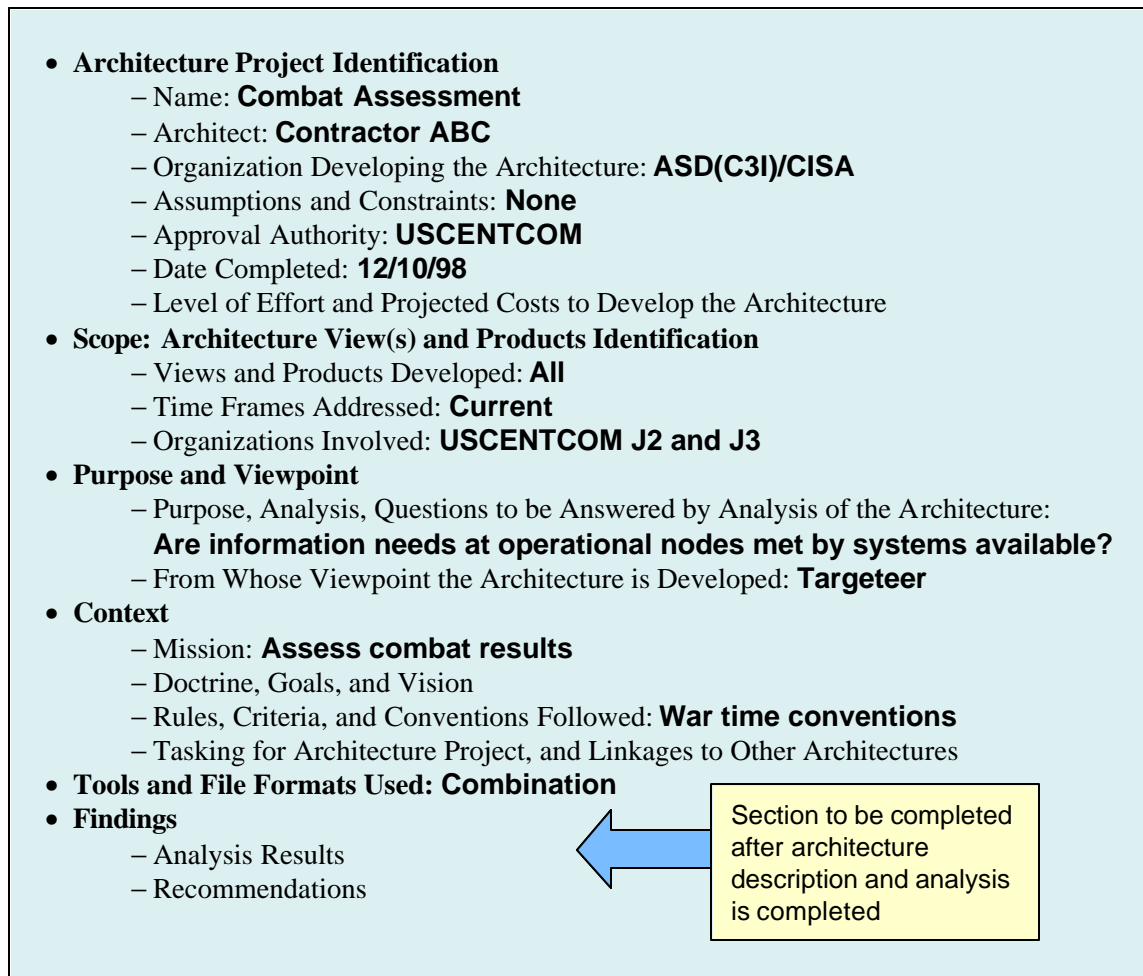 • Architecture Project Identification
– Name: Combat Assessment
– Architect: Contractor ABC
– Organization Developing the Architecture: ASD(C3I)/CISA
– Assumptions and Constraints: None
– Approval Authority: USCENTCOM
– Date Completed: 12/10/98
– Level of Effort and Projected Costs to Develop the Architecture
• Scope: Architecture View(s) and Products Identification
– Views and Products Developed: All
– Time Frames Addressed: Current
– Organizations Involved: USCENTCOM J2 and J3
• Purpose and Viewpoint
– Purpose, Analysis, Questions to be Answered by Analysis of the Architecture:
Are information needs at operational nodes met by systems available?
– From Whose Viewpoint the Architecture is Developed: Targeteer
• Context
– Mission: Assess combat results
– Doctrine, Goals, and Vision
– Rules, Criteria, and Conventions Followed: War time conventions
– Tasking for Architecture Project, and Linkages to Other Architectures
• Tools and File Formats Used: Combination
• Findings
– Analysis Results
– Recommendations
Section to be completed
after architecture
description and analysis
is completed